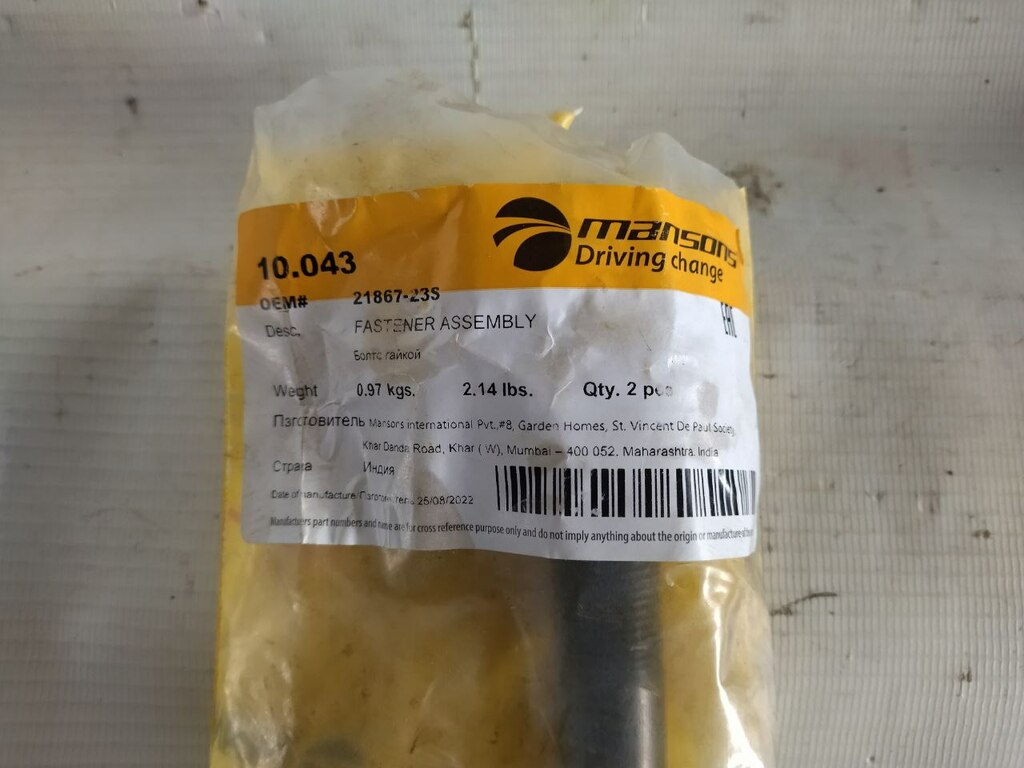 mansons
Driving change
10.043
OEM# 21867-23S
Desc. FASTENER ASSEMBLY
Болт с гайкой
Weght 0.97 kgs. 2.14 lbs. Qty. 2 pcs
Изготовитель Mansons International Pvt.,#8, Garden Homes, St. Vincent De Paul Society,
Khar Danda Road, Khar ( W), Mumbai – 400 052. Maharashtra. India
Страна Индия
Date of manufacture/ 25/08/2022
EAC
Manufacturers part numbers and name are for cross reference purpose only and do not imply anything about the origin or manufacture of the